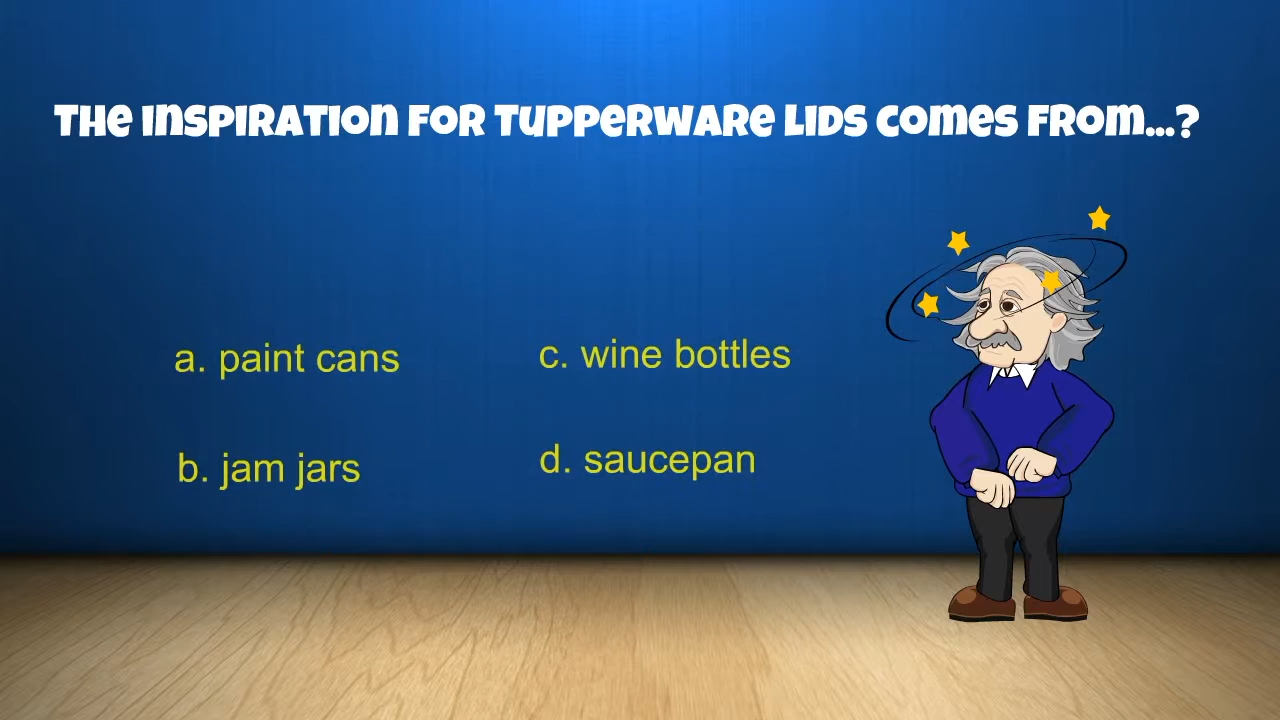 The inspiration for Tupperware lids comes from...?
a. paint cans
b. jam jars
c. wine bottles
d. saucepan